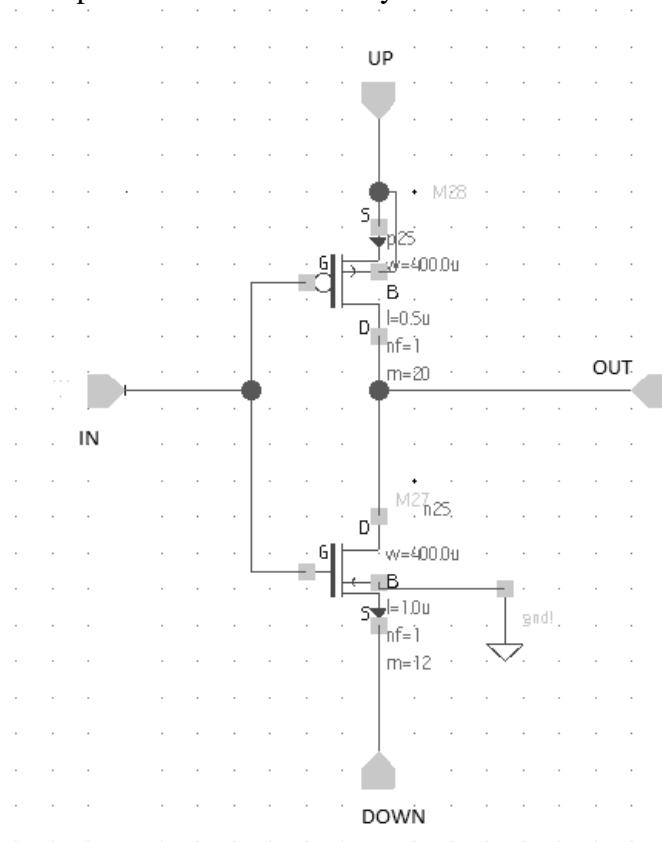 UP
M28
S
p25
G
w=400.0u
B
l=0.5u
D
nf=1
m=20
OUT
IN
M27
n25
D
G
w=400.0u
B
S
l=1.0u
gnd!
nf=1
m=12
DOWN